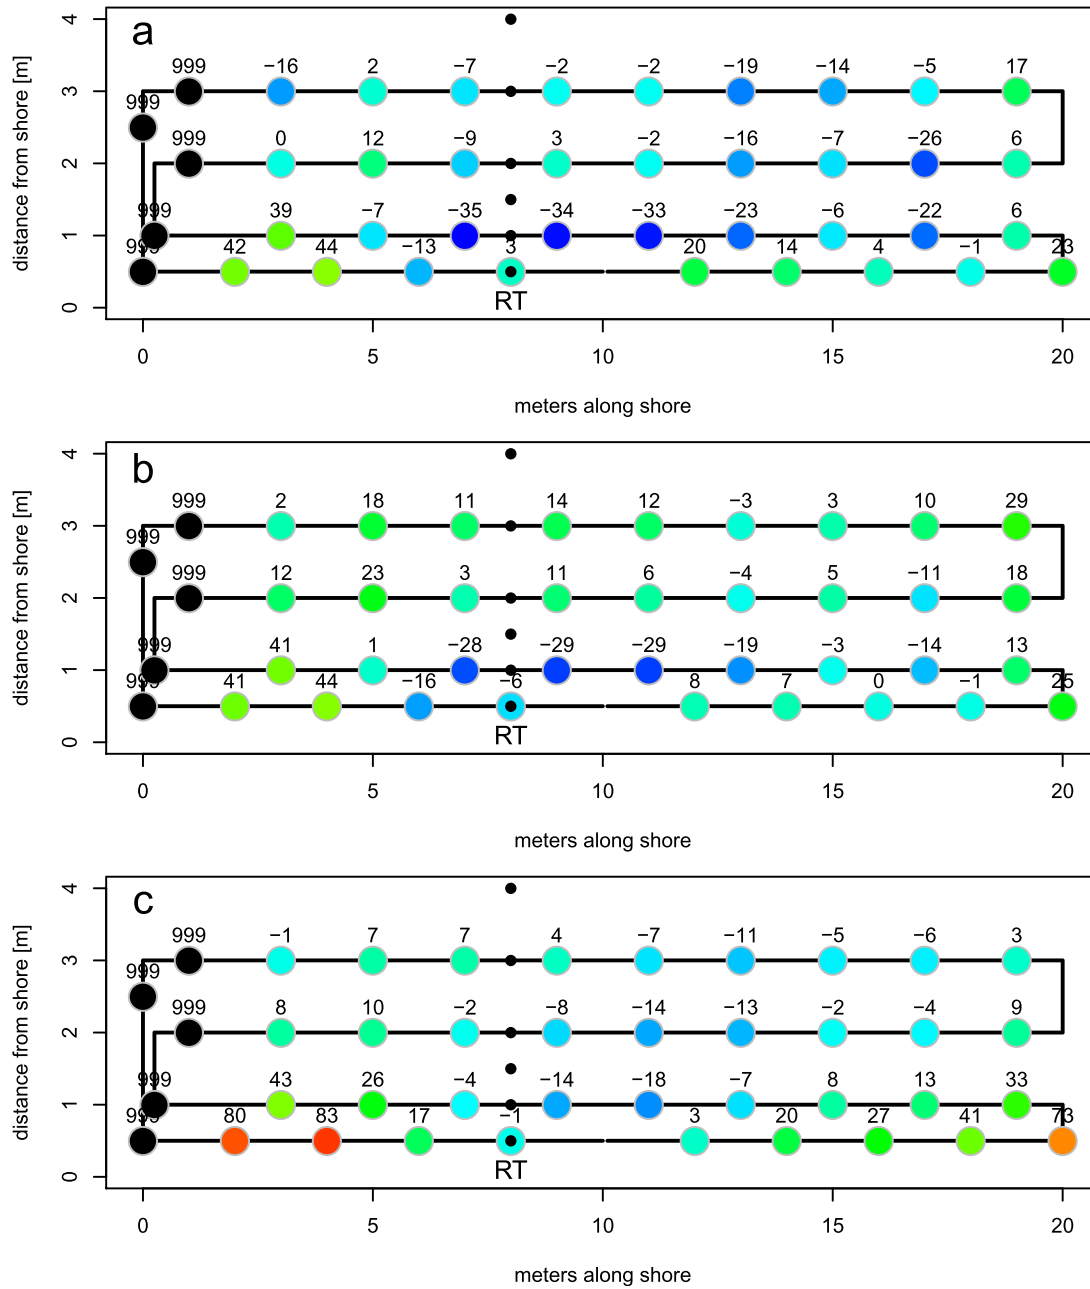 a
distance from shore [m]
4
3
2
1
0
999 −16 2 −7 −2 −2 −19 −14 −5 17
999
999 0 12 −9 3 −2 −16 −7 −26 6
999 39 −7 −35 −34 −33 −23 −6 −22 6
999 42 44 −13 3 20 14 4 −1 23
RT
0 5 10 15 20
meters along shore
b
distance from shore [m]
4
3
2
1
0
999 2 18 11 14 12 −3 3 10 29
999
999 12 23 3 11 6 −4 5 −11 18
999 41 1 −28 −29 −29 −19 −3 −14 13
999 41 44 −16 −6 8 7 0 −1 25
RT
0 5 10 15 20
meters along shore
c
distance from shore [m]
4
3
2
1
0
999 −1 7 7 4 −7 −11 −5 −6 3
999
999 8 10 −2 −8 −14 −13 −2 −4 9
999 43 26 −4 −14 −18 −7 8 13 33
999 80 83 17 −1 3 20 27 41 73
RT
0 5 10 15 20
meters along shore